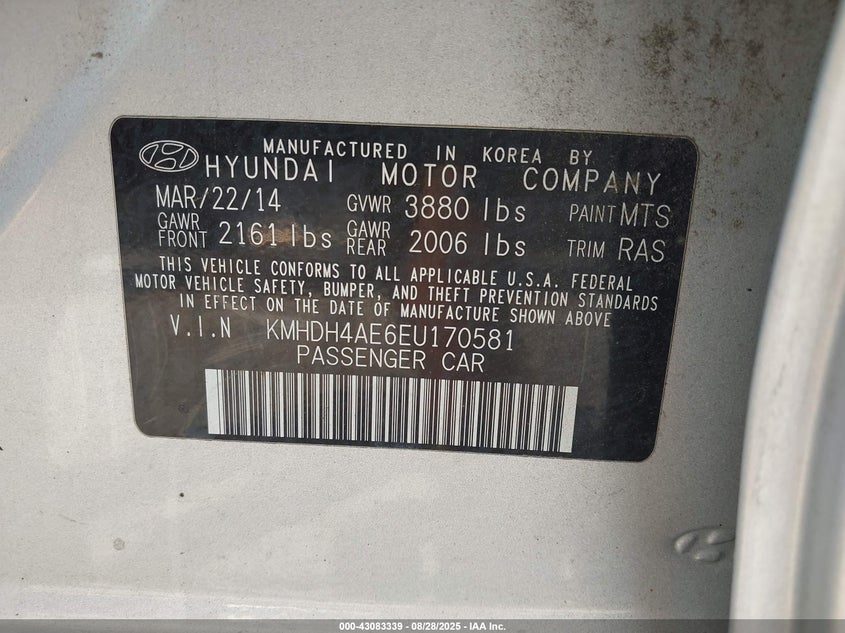 MANUFACTURED IN KOREA BY
HYUNDAI MOTOR COMPANY
MAR/22/14 GVWR 3880 lbs PAINT MTS
GAWR FRONT 2161 lbs GAWR REAR 2006 lbs TRIM RAS
THIS VEHICLE CONFORMS TO ALL APPLICABLE U.S.A. FEDERAL
MOTOR VEHICLE SAFETY, BUMPER, AND THEFT PREVENTION STANDARDS
IN EFFECT ON THE DATE OF MANUFACTURE SHOWN ABOVE
V.I.N KMHDH4AE6EU170581
PASSENGER CAR
000-43083339 - 08/28/2025 - IAA Inc.